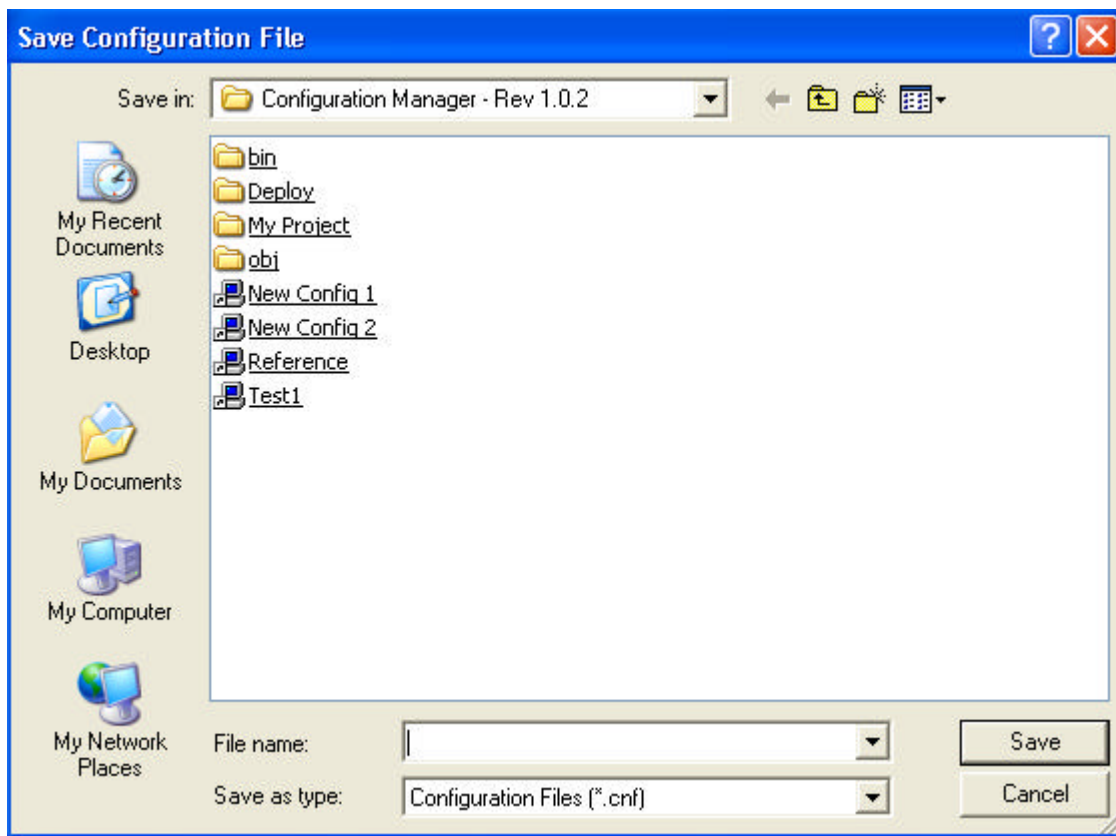 Save Configuration File
?
Save in:
Configuration Manager - Rev 1.0.2
My Recent
Documents
Desktop
My Documents
My Computer
My Network
Places
bin
Deploy
My Project
obj
New Config 1
New Config 2
Reference
Test1
File name:
Save
Save as type:
Configuration Files (*.cnf)
Cancel